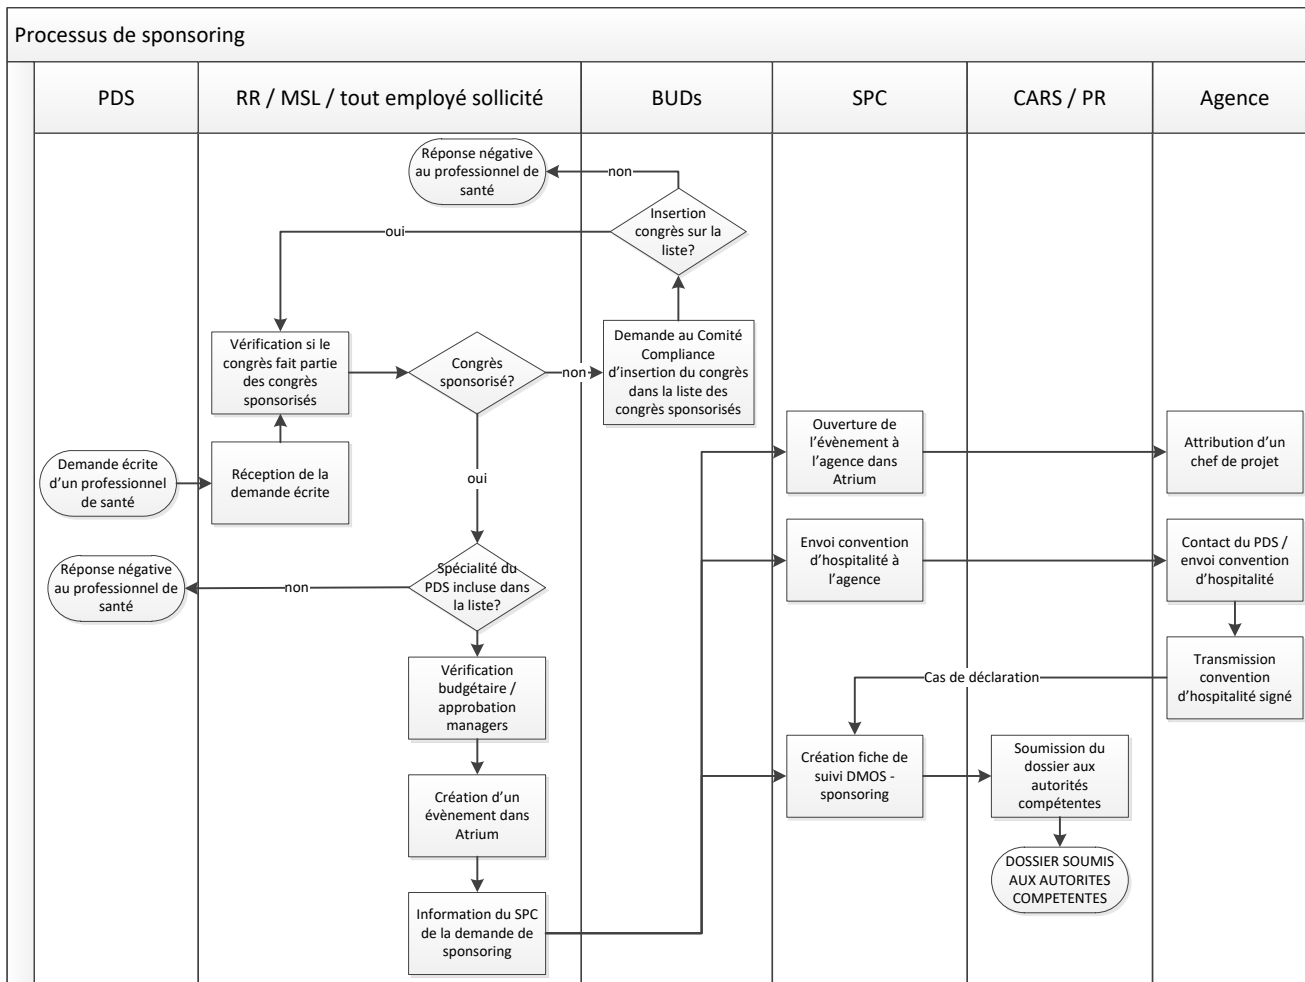 Processus de sponsoring
PDS
RR / MSL / tout employé sollicité
BUDs
SPC
CARS / PR
Agence
Réponse négative
au professionnel de
santé
non
Insertion
congrès sur la
liste?
oui
Vérification si le
congrès fait partie
des congrès
sponsorisés
Congrès
sponsorisé?
non
Demande au Comité
Compliance
d’insertion du congrès
dans la liste des
congrès sponsorisés
Demande écrite
d’un professionnel
de santé
Réception de la
demande écrite
oui
Ouverture de
l’évènement à
l’agence dans
Atrium
Attribution d’un
chef de projet
Réponse négative
au professionnel de
santé
non
Spécialité du
PDS incluse dans
la liste?
Envoi convention
d’hospitalité à
l’agence
Contact du PDS /
envoi convention
d’hospitalité
Vérification
budgétaire /
approbation
managers
Cas de déclaration
Transmission
convention
d’hospitalité signé
Création d’un
évènement dans
Atrium
Création fiche de
suivi DMOS -
sponsoring
Soumission du
dossier aux
autorités
compétentes
Information du SPC
de la demande de
sponsoring
DOSSIER SOUMIS
AUX AUTORITES
COMPETENTES